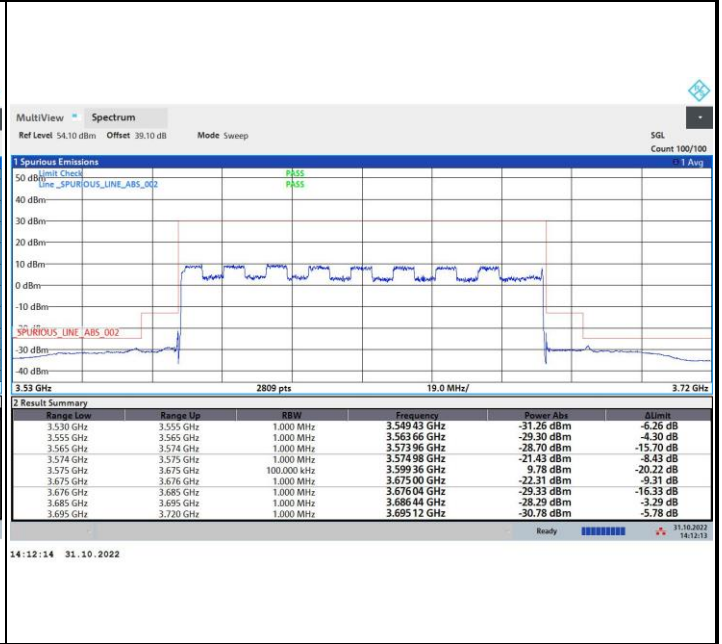 MultiView Spectrum
Ref Level 54.10 dBm Offset 39.10 dB Mode Sweep SGL
Count 100/100
1 Spurious Emissions 1 Avg
50 dBm Limit Check PASS
Line _SPURIOUS_LINE_ABS_002 PASS
40 dBm
30 dBm
20 dBm
10 dBm
0 dBm
-10 dBm
-20 dBm
_SPURIOUS_LINE_ABS_002
-30 dBm
-40 dBm
3.53 GHz 2809 pts 19.0 MHz/ 3.72 GHz
2 Result Summary
Range Low Range Up RBW Frequency Power Abs ΔLimit
3.530 GHz 3.555 GHz 1.000 MHz 3.549 43 GHz -31.26 dBm -6.26 dB
3.555 GHz 3.565 GHz 1.000 MHz 3.563 66 GHz -29.30 dBm -4.30 dB
3.565 GHz 3.574 GHz 1.000 MHz 3.573 96 GHz -28.70 dBm -15.70 dB
3.574 GHz 3.575 GHz 1.000 MHz 3.574 98 GHz -21.43 dBm -8.43 dB
3.575 GHz 3.675 GHz 100.000 kHz 3.599 36 GHz 9.78 dBm -20.22 dB
3.675 GHz 3.676 GHz 1.000 MHz 3.675 00 GHz -22.31 dBm -9.31 dB
3.676 GHz 3.685 GHz 1.000 MHz 3.676 04 GHz -29.33 dBm -16.33 dB
3.685 GHz 3.695 GHz 1.000 MHz 3.686 44 GHz -28.29 dBm -3.29 dB
3.695 GHz 3.720 GHz 1.000 MHz 3.695 12 GHz -30.78 dBm -5.78 dB
Ready 31.10.2022
14:12:13
14:12:14 31.10.2022